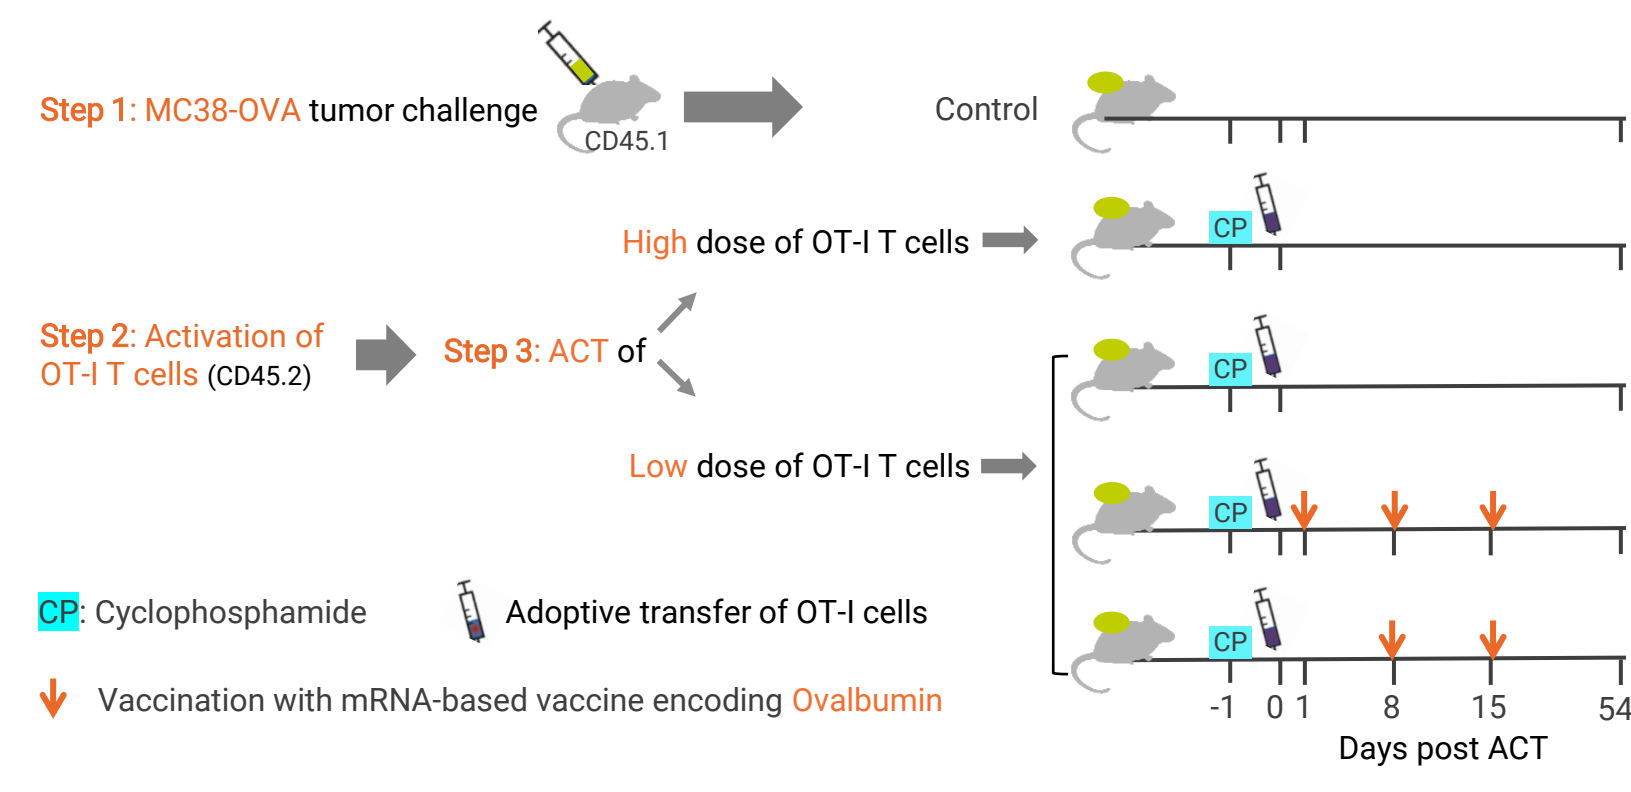 Step 1: MC38-OVA tumor challenge
CD45.1
Control
CP
High dose of OT-I T cells
Step 2: Activation of
OT-I T cells (CD45.2)
Step 3: ACT of
CP
Low dose of OT-I T cells
CP
CP: Cyclophosphamide
Adoptive transfer of OT-I cells
CP
Vaccination with mRNA-based vaccine encoding Ovalbumin
-1 0 1 8 15 54
Days post ACT